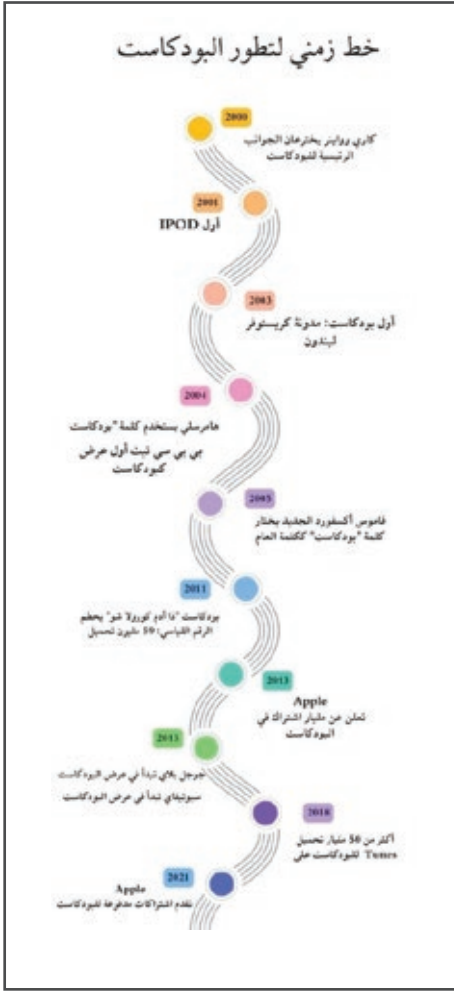 خط زمني لتطور البودكاست
2000
كاري رواينر يخترعان الجوانب
الرئيسية للبودكاست
2001
أول IPOD
2003
أول بودكاست: مدونة كريستوفر
ليندون
2004
هامرسلي يستخدم كلمة "بودكاست
بي بي سي تبث أول عرض
كبودكاست
2005
قاموس أكسفورد الجديد يختار
كلمة "بودكاست" ككلمة العام
2011
بودكاست "ذا آدم كورولا شو" يحطم
الرقم القياسي: 59 مليون تحميل
2013
Apple
تعلن عن مليار اشتراك في
البودكاست
2015
جوجل بلاي تبدأ في عرض البودكاست
سبوتيفاي تبدأ في عرض البودكاست
2018
أكثر من 50 مليار تحميل
Tunes للبودكاست على
2021
Apple
تقدم اشتراكات مدفوعة للبودكاست